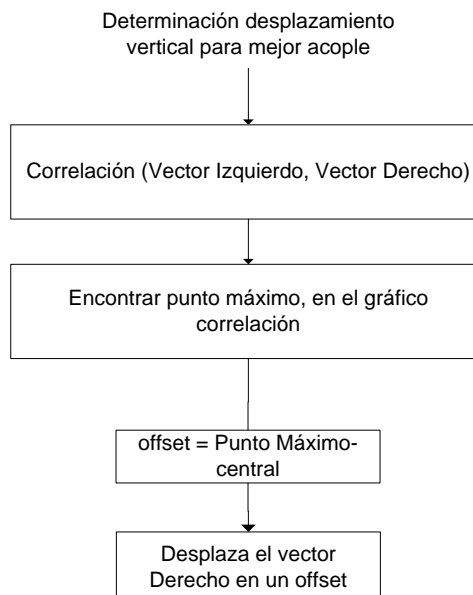 Determinación desplazamiento
vertical para mejor acople
Correlación (Vector Izquierdo, Vector Derecho)
Encontrar punto máximo, en el gráfico
correlación
offset = Punto Máximo-
central
Desplaza el vector
Derecho en un offset